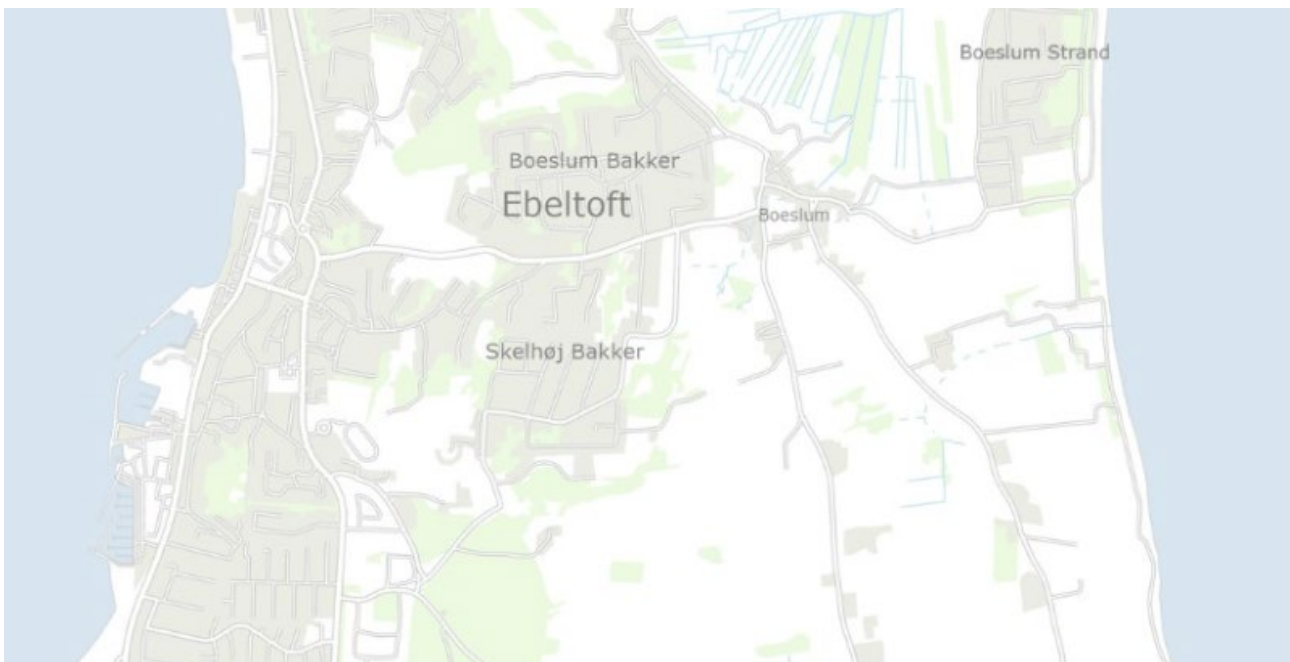 Boeslum Strand
Boeslum Bakker
Ebeltoft
Boeslum
Skelhøj Bakker